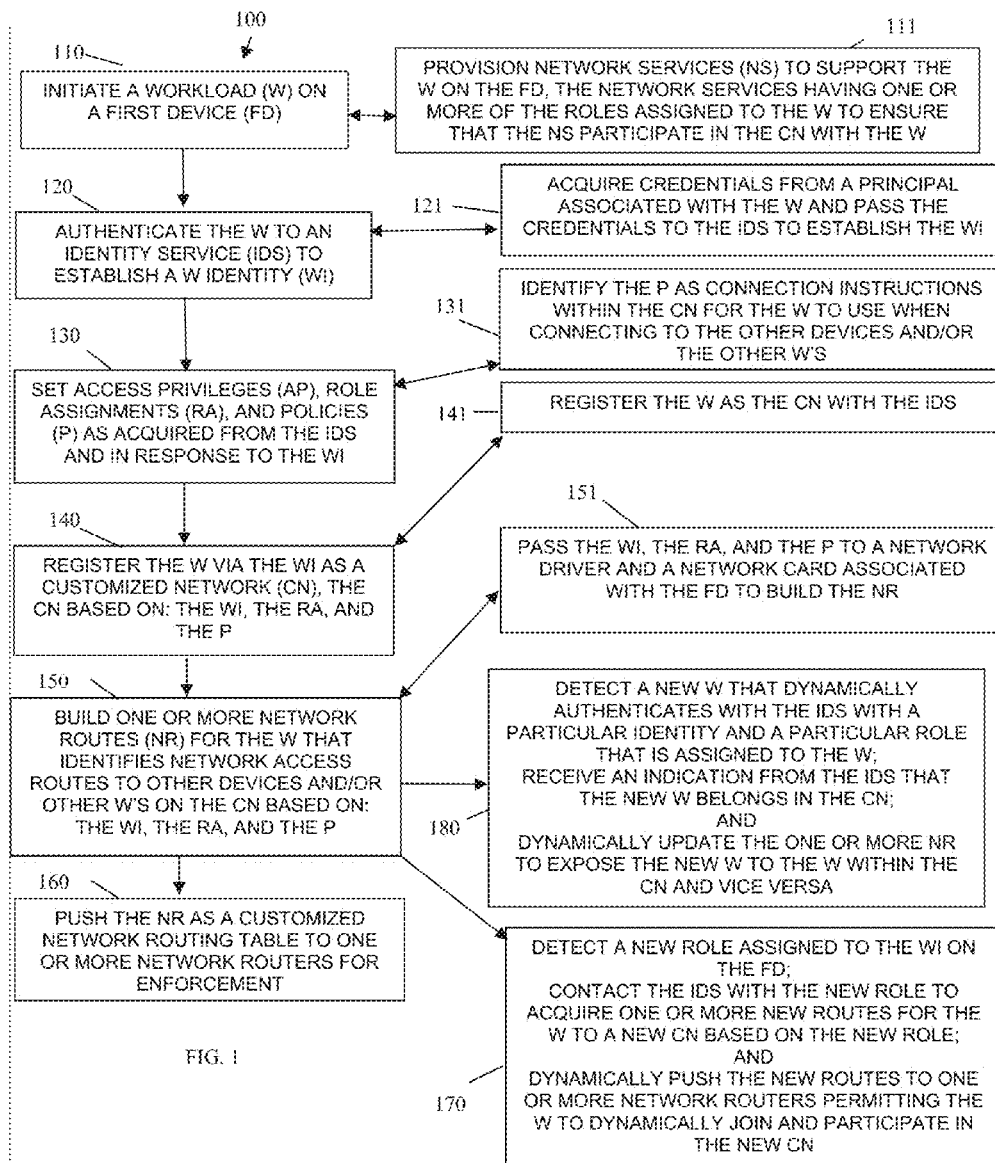 100
110
INITIATE A WORKLOAD (W) ON
A FIRST DEVICE (FD)
111
PROVISION NETWORK SERVICES (NS) TO SUPPORT THE
W ON THE FD, THE NETWORK SERVICES HAVING ONE OR
MORE OF THE ROLES ASSIGNED TO THE W TO ENSURE
THAT THE NS PARTICIPATE IN THE CN WITH THE W
120
AUTHENTICATE THE W TO AN
IDENTITY SERVICE (IDS) TO
ESTABLISH A W IDENTITY (WI)
121
ACQUIRE CREDENTIALS FROM A PRINCIPAL
ASSOCIATED WITH THE W AND PASS THE
CREDENTIALS TO THE IDS TO ESTABLISH THE WI
130
SET ACCESS PRIVILEGES (AP), ROLE
ASSIGNMENTS (RA), AND POLICIES
(P) AS ACQUIRED FROM THE IDS
AND IN RESPONSE TO THE WI
131
IDENTIFY THE P AS CONNECTION INSTRUCTIONS
WITHIN THE CN FOR THE W TO USE WHEN
CONNECTING TO THE OTHER DEVICES AND/OR
THE OTHER W'S
140
REGISTER THE W VIA THE WI AS A
CUSTOMIZED NETWORK (CN), THE
CN BASED ON: THE WI, THE RA, AND
THE P
141
REGISTER THE W AS THE CN WITH THE IDS
150
BUILD ONE OR MORE NETWORK
ROUTES (NR) FOR THE W THAT
IDENTIFIES NETWORK ACCESS
ROUTES TO OTHER DEVICES AND/OR
OTHER W'S ON THE CN BASED ON:
THE WI, THE RA, AND THE P
151
PASS THE WI, THE RA, AND THE P TO A NETWORK
DRIVER AND A NETWORK CARD ASSOCIATED
WITH THE FD TO BUILD THE NR
160
PUSH THE NR AS A CUSTOMIZED
NETWORK ROUTING TABLE TO ONE
OR MORE NETWORK ROUTERS FOR
ENFORCEMENT
180
DETECT A NEW W THAT DYNAMICALLY
AUTHENTICATES WITH THE IDS WITH A
PARTICULAR IDENTITY AND A PARTICULAR ROLE
THAT IS ASSIGNED TO THE W;
RECEIVE AN INDICATION FROM THE IDS THAT
THE NEW W BELONGS IN THE CN;
AND
DYNAMICALLY UPDATE THE ONE OR MORE NR
TO EXPOSE THE NEW W TO THE W WITHIN THE
CN AND VICE VERSA
170
DETECT A NEW ROLE ASSIGNED TO THE WI ON
THE FD;
CONTACT THE IDS WITH THE NEW ROLE TO
ACQUIRE ONE OR MORE NEW ROUTES FOR THE
W TO A NEW CN BASED ON THE NEW ROLE;
AND
DYNAMICALLY PUSH THE NEW ROUTES TO ONE
OR MORE NETWORK ROUTERS PERMITTING THE
W TO DYNAMICALLY JOIN AND PARTICIPATE IN
THE NEW CN
FIG. 1